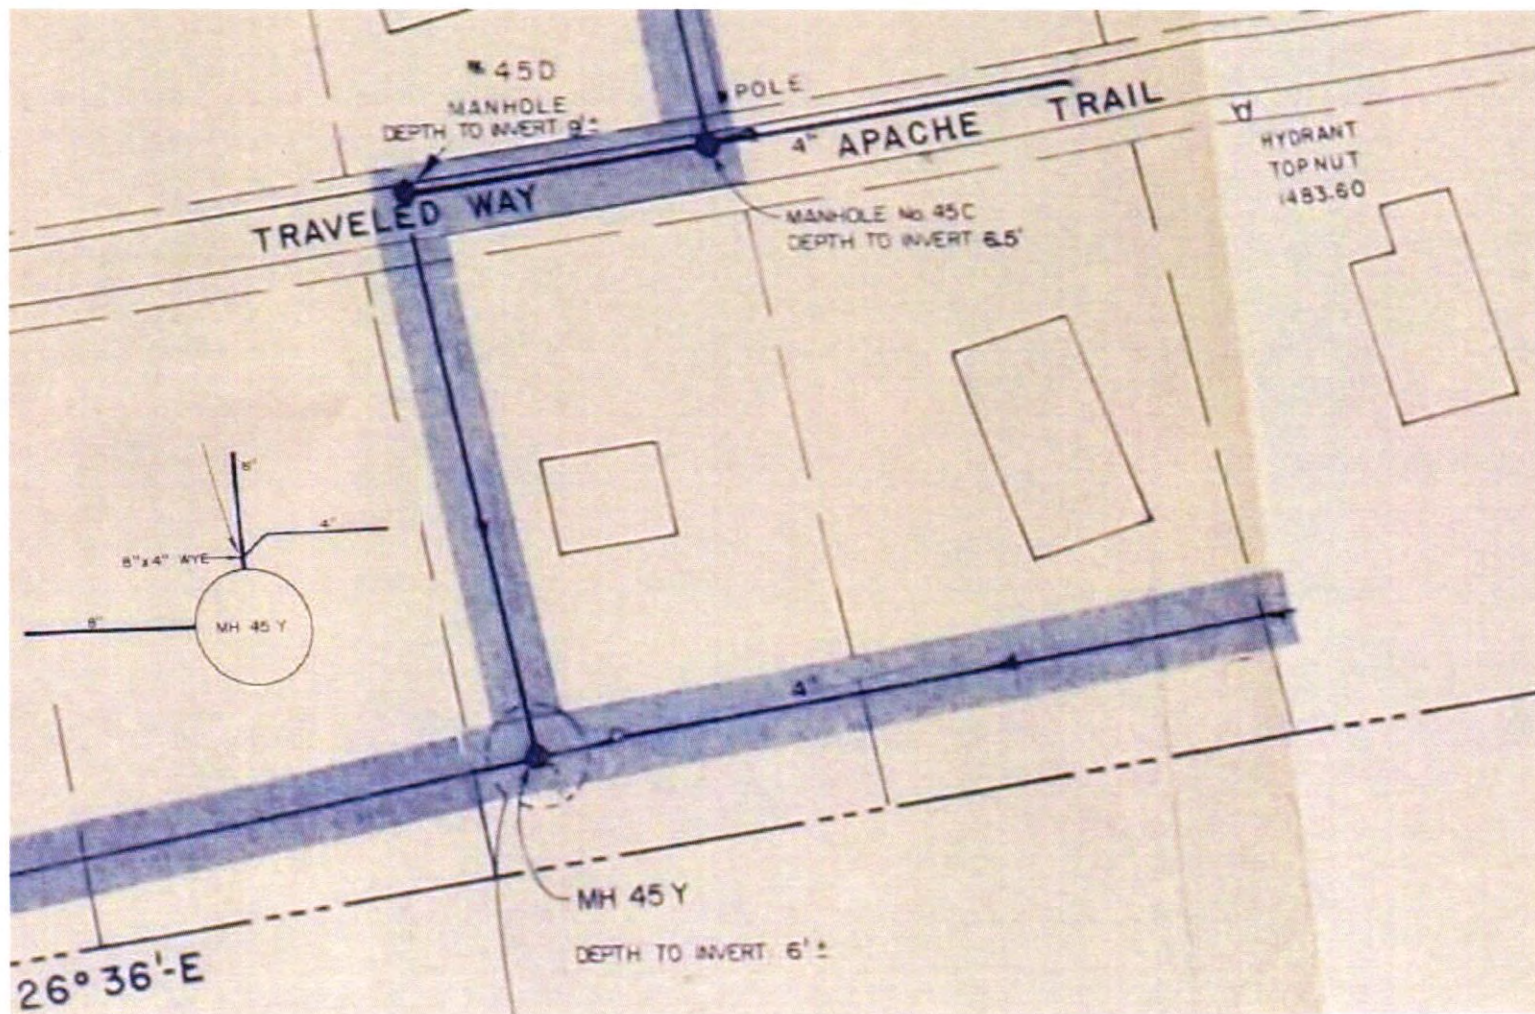 45D
MANHOLE
DEPTH TO INVERT 9'±
POLE
4" APACHE TRAIL
HYDRANT
TOP NUT
1483.60
TRAVELED WAY
MANHOLE No. 45C
DEPTH TO INVERT 6.5'
8"
4"
8"x4" WYE
8"
MH 45 Y
4"
MH 45 Y
DEPTH TO INVERT 6'±
26° 36'-E